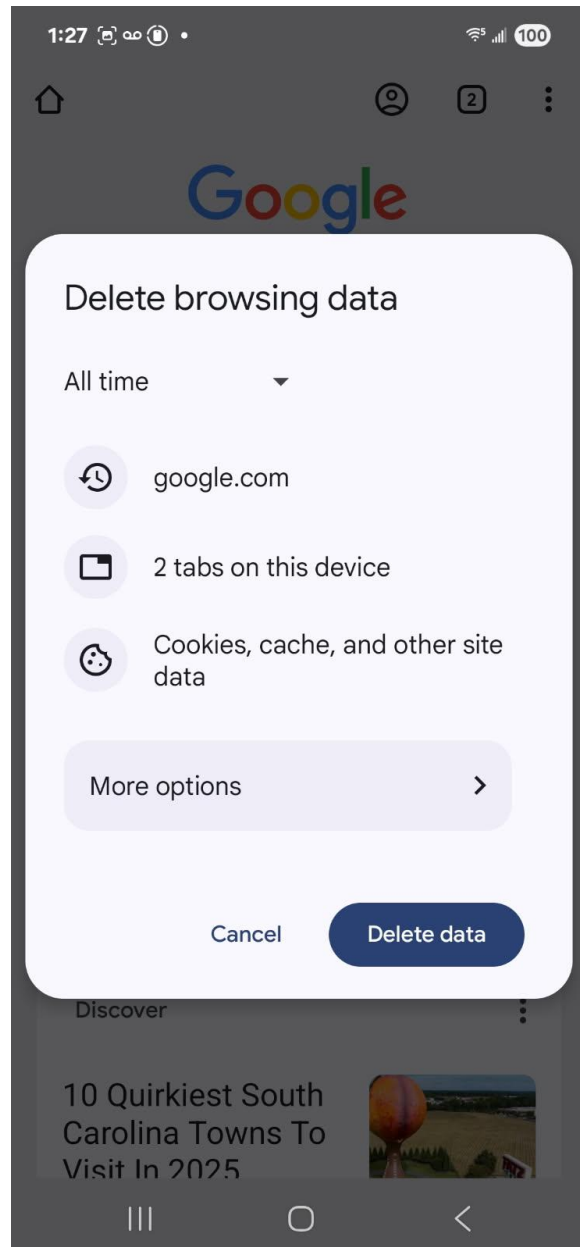 1:27
5
100
2
Google
Delete browsing data
All time
google.com
2 tabs on this device
Cookies, cache, and other site
data
More options
Cancel
Delete data
Discover
10 Quirkiest South
Carolina Towns To
Visit In 2025